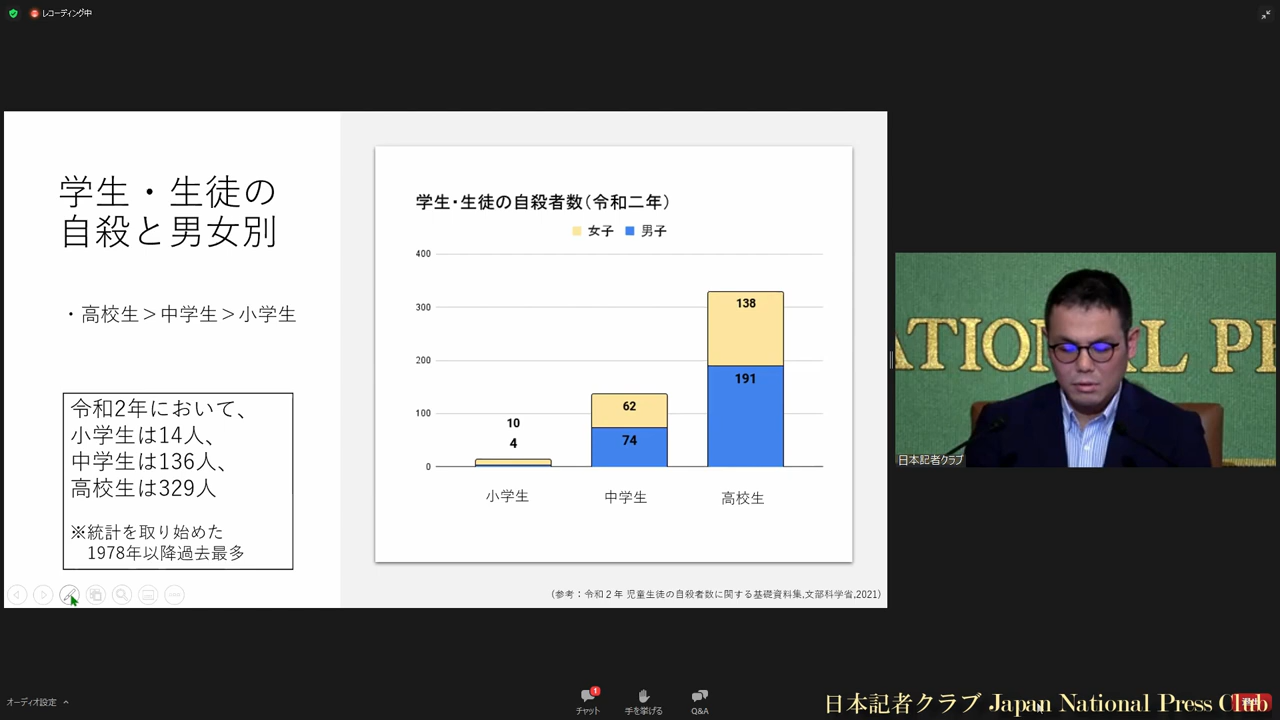 レコーディング中
学生・生徒の
自殺と男女別
・高校生＞中学生＞小学生
令和2年において、
小学生は14人、
中学生は136人、
高校生は329人
※統計を取り始めた
1978年以降過去最多
学生・生徒の自殺者数（令和二年）
女子 男子
400
300
200
100
0
10
4
62
74
138
191
小学生
中学生
高校生
（参考：令和２年 児童生徒の自殺者数に関する基礎資料集,文部科学省,2021）
ATIONAL PR
日本記者クラブ
オーディオ設定
1
チャット
手を挙げる
Q&A
日本記者クラブ Japan National Press Club